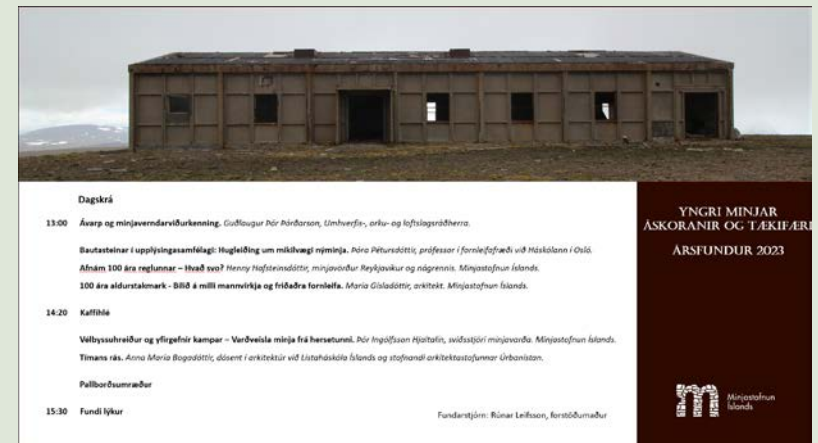 Dagskrá
13:00 Ávarp og minjaverndarviðurkenning. Guðlaugur Þór Þórðarson, Umhverfis-, orku- og loftslagsráðherra.
Bautasteinar í upplýsingasamfélagi: Hugleiðing um mikilvægi nýminja. Þóra Pétursdóttir, prófessor í fornleifafræði við Háskólann í Osló.
Afnám 100 ára reglunnar – Hvað svo? Henny Hafsteinsdóttir, minjavörður Reykjavíkur og nágrennis. Minjastofnun Íslands.
100 ára aldurstakmark - Bilið á milli mannvirkja og friðaðra fornleifa. María Gísladóttir, arkitekt. Minjastofnun Íslands.
14:20 Kaffihlé
Vélbyssuhreiður og yfirgefnir kampar – Varðveisla minja frá hersetunni. Þór Ingólfsson Hjaltalín, sviðsstjóri minjavarða. Minjastofnun Íslands.
Tímans rás. Anna María Bogadóttir, dósent í arkitektúr við Listaháskóla Íslands og stofnandi arkitektastofunnar Úrbanistan.
Pallborðsumræður
15:30 Fundi lýkur
Fundarstjórn: Rúnar Leifsson, forstöðumaður
YNGRI MINJAR
ÁSKORANIR OG TÆKIFÆRI
ÁRSFUNDUR 2023
Minjastofnun
Íslands